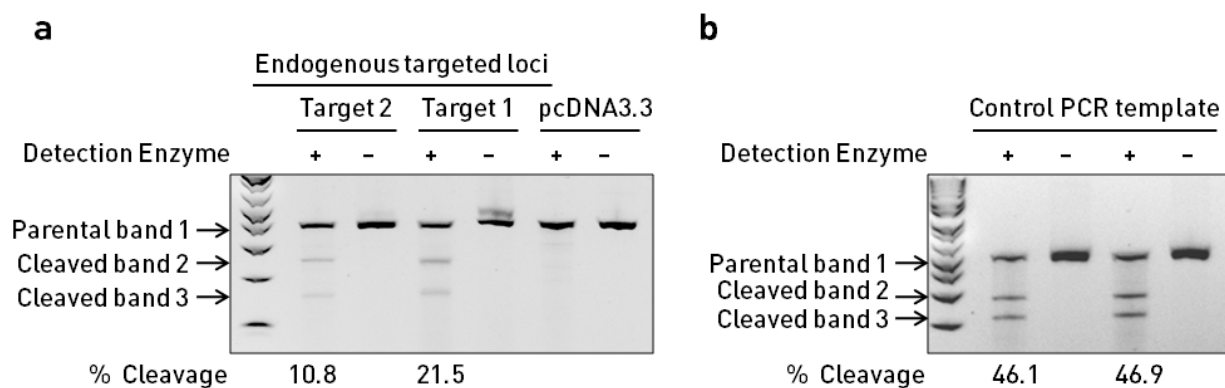 a
Endogenous targeted loci
Target 2 Target 1 pcDNA3.3
Detection Enzyme + − + − + −
Parental band 1
Cleaved band 2
Cleaved band 3
% Cleavage 10.8 21.5
b
Control PCR template
Detection Enzyme + − + −
Parental band 1
Cleaved band 2
Cleaved band 3
% Cleavage 46.1 46.9